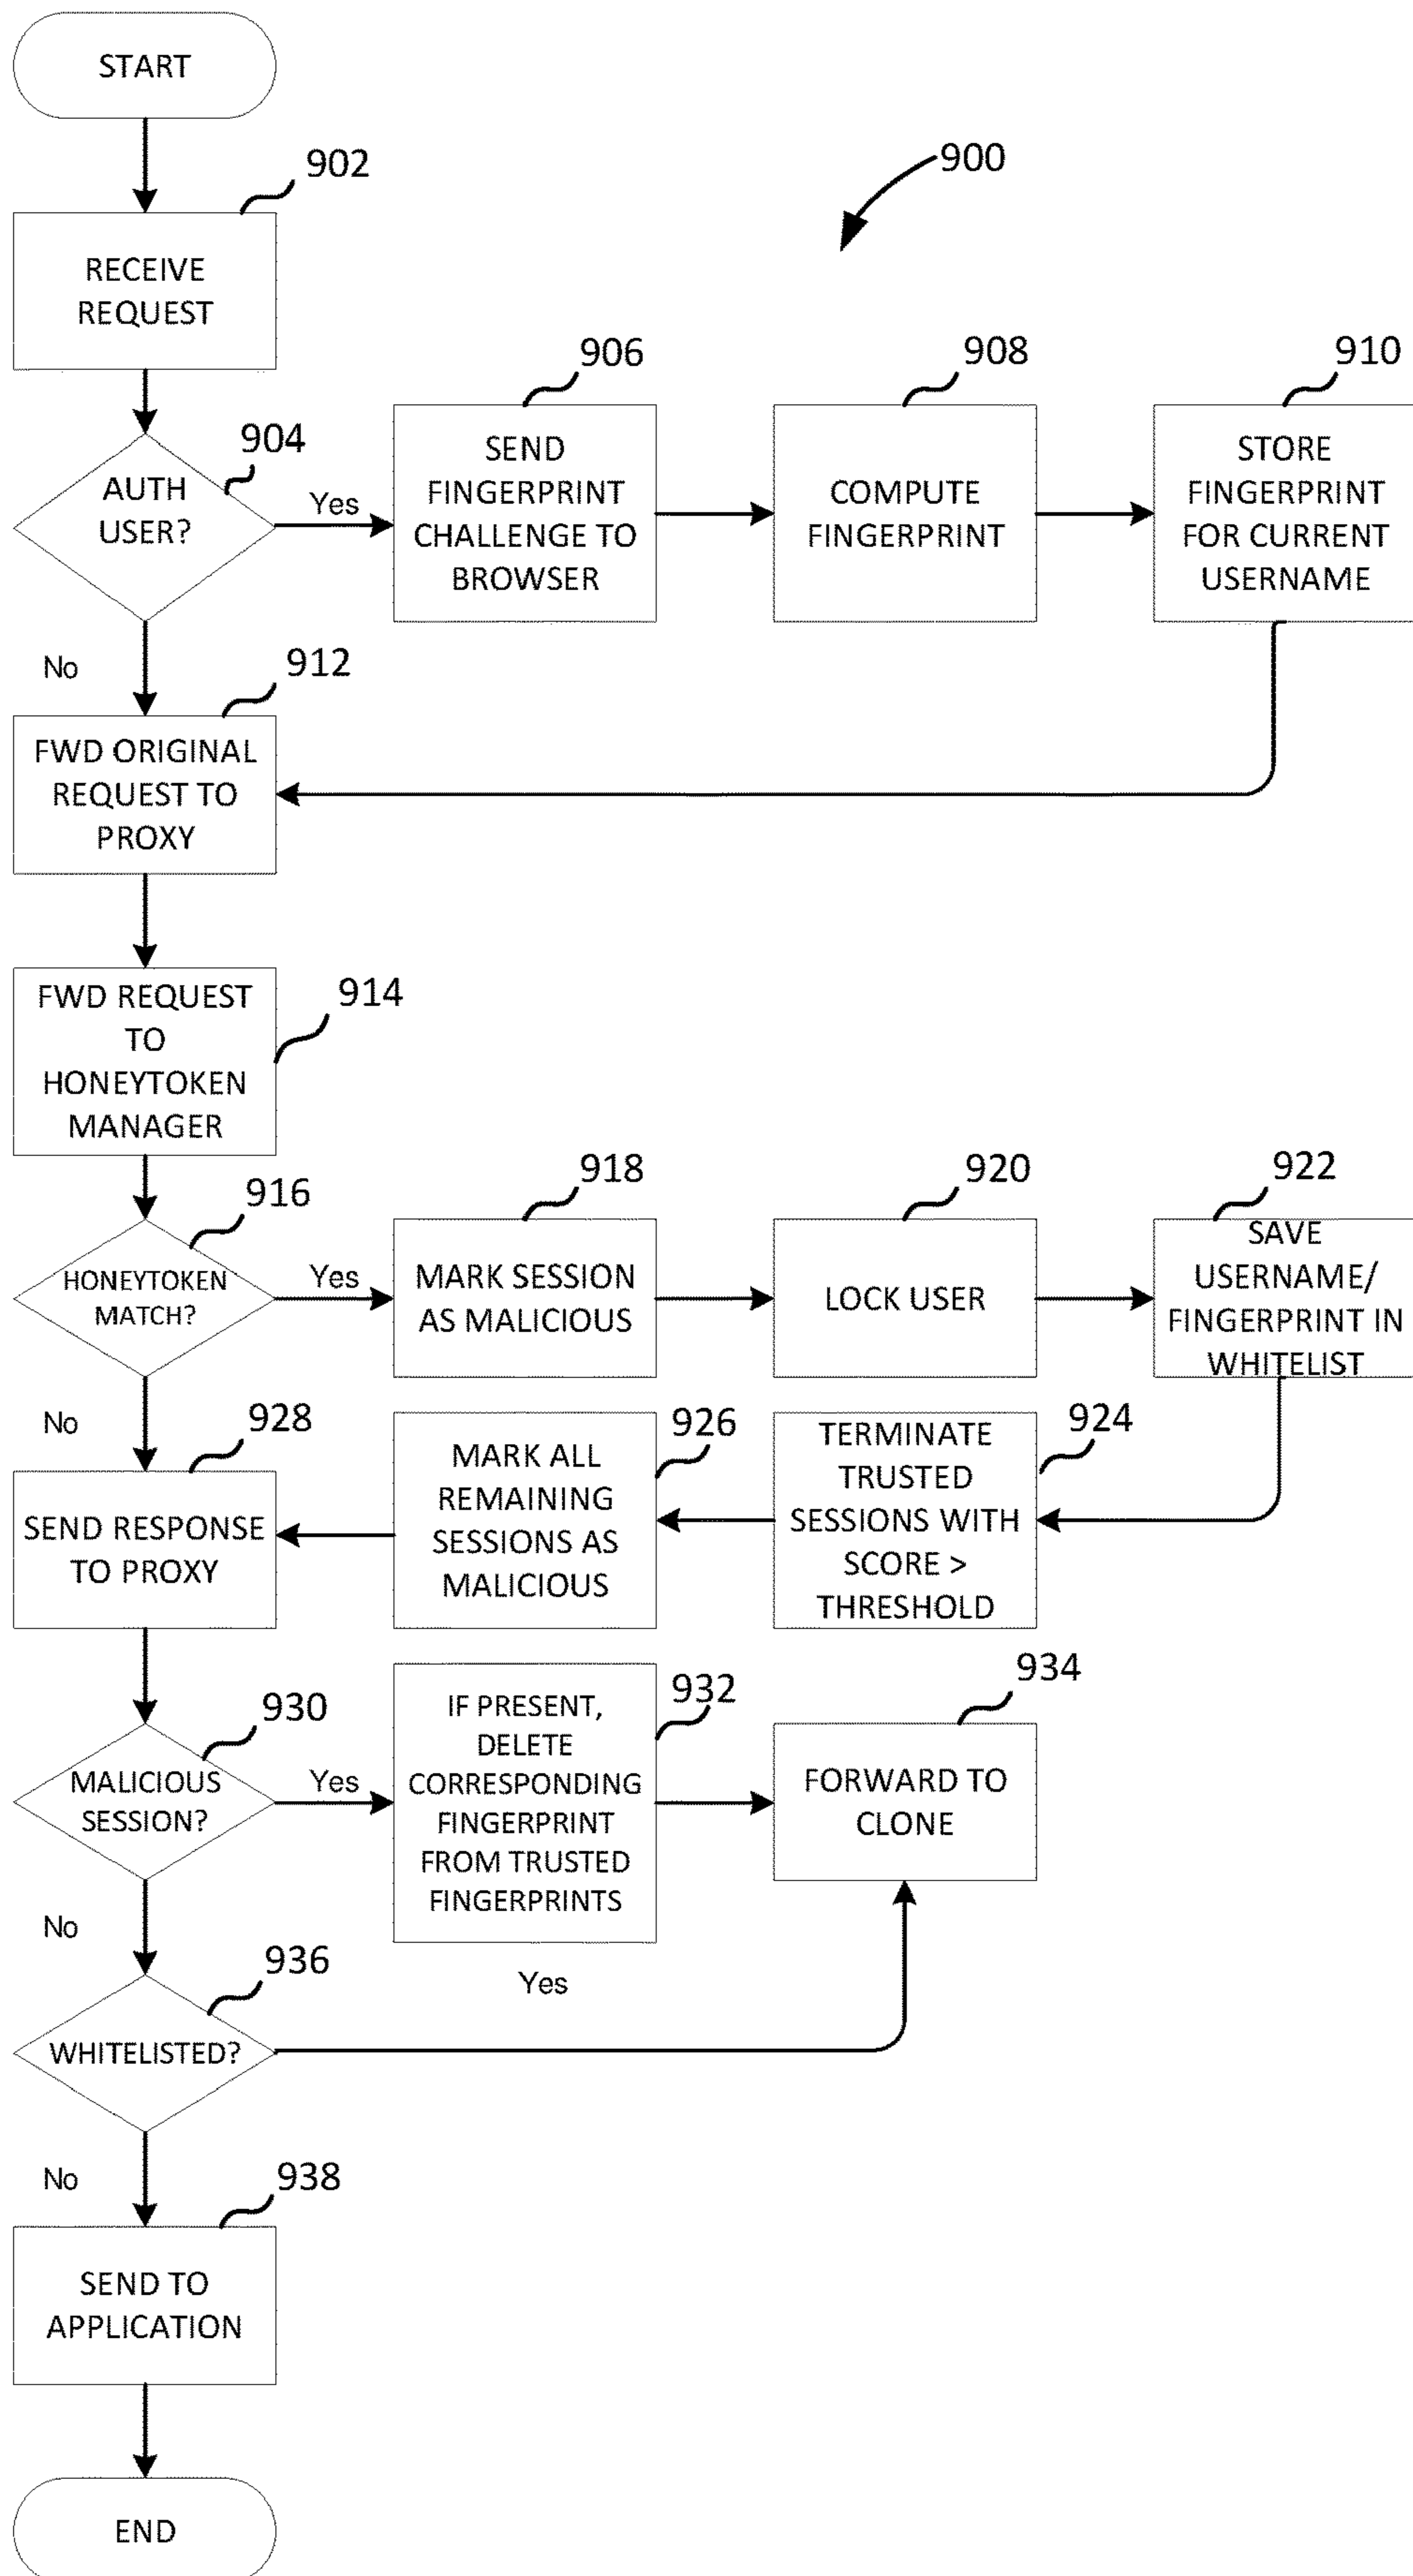 START
902
900
RECEIVE
REQUEST
906
908
910
904
AUTH
USER?
Yes
SEND
FINGERPRINT
CHALLENGE TO
BROWSER
COMPUTE
FINGERPRINT
STORE
FINGERPRINT
FOR CURRENT
USERNAME
No
912
FWD ORIGINAL
REQUEST TO
PROXY
914
FWD REQUEST
TO
HONEYTOKEN
MANAGER
916
918
920
922
HONEYTOKEN
MATCH?
Yes
MARK SESSION
AS MALICIOUS
LOCK USER
SAVE
USERNAME/
FINGERPRINT IN
WHITELIST
No
928
926
924
SEND RESPONSE
TO PROXY
MARK ALL
REMAINING
SESSIONS AS
MALICIOUS
TERMINATE
TRUSTED
SESSIONS WITH
SCORE >
THRESHOLD
930
932
934
MALICIOUS
SESSION?
Yes
IF PRESENT,
DELETE
CORRESPONDING
FINGERPRINT
FROM TRUSTED
FINGERPRINTS
FORWARD TO
CLONE
No
936
Yes
WHITELISTED?
No
938
SEND TO
APPLICATION
END